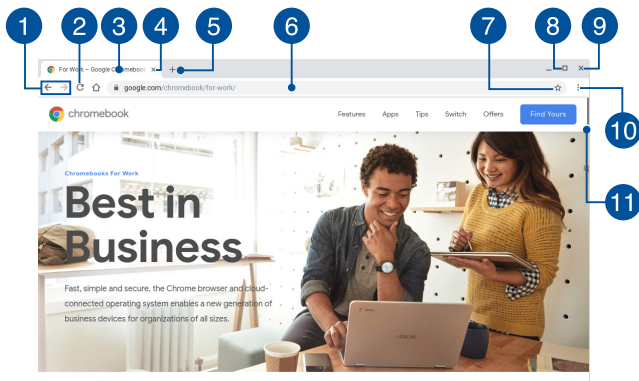 1
2
3
4
5
6
7
8
9
For Work – Google Chromebook
google.com/chromebook/for-work/
10
chromebook
Features Apps Tips Switch Offers Find Yours
11
Chromebooks For Work
Best in
Business
Fast, simple and secure, the Chrome browser and cloud-
connected operating system enables a new generation of
business devices for organizations of all sizes.
ASUS